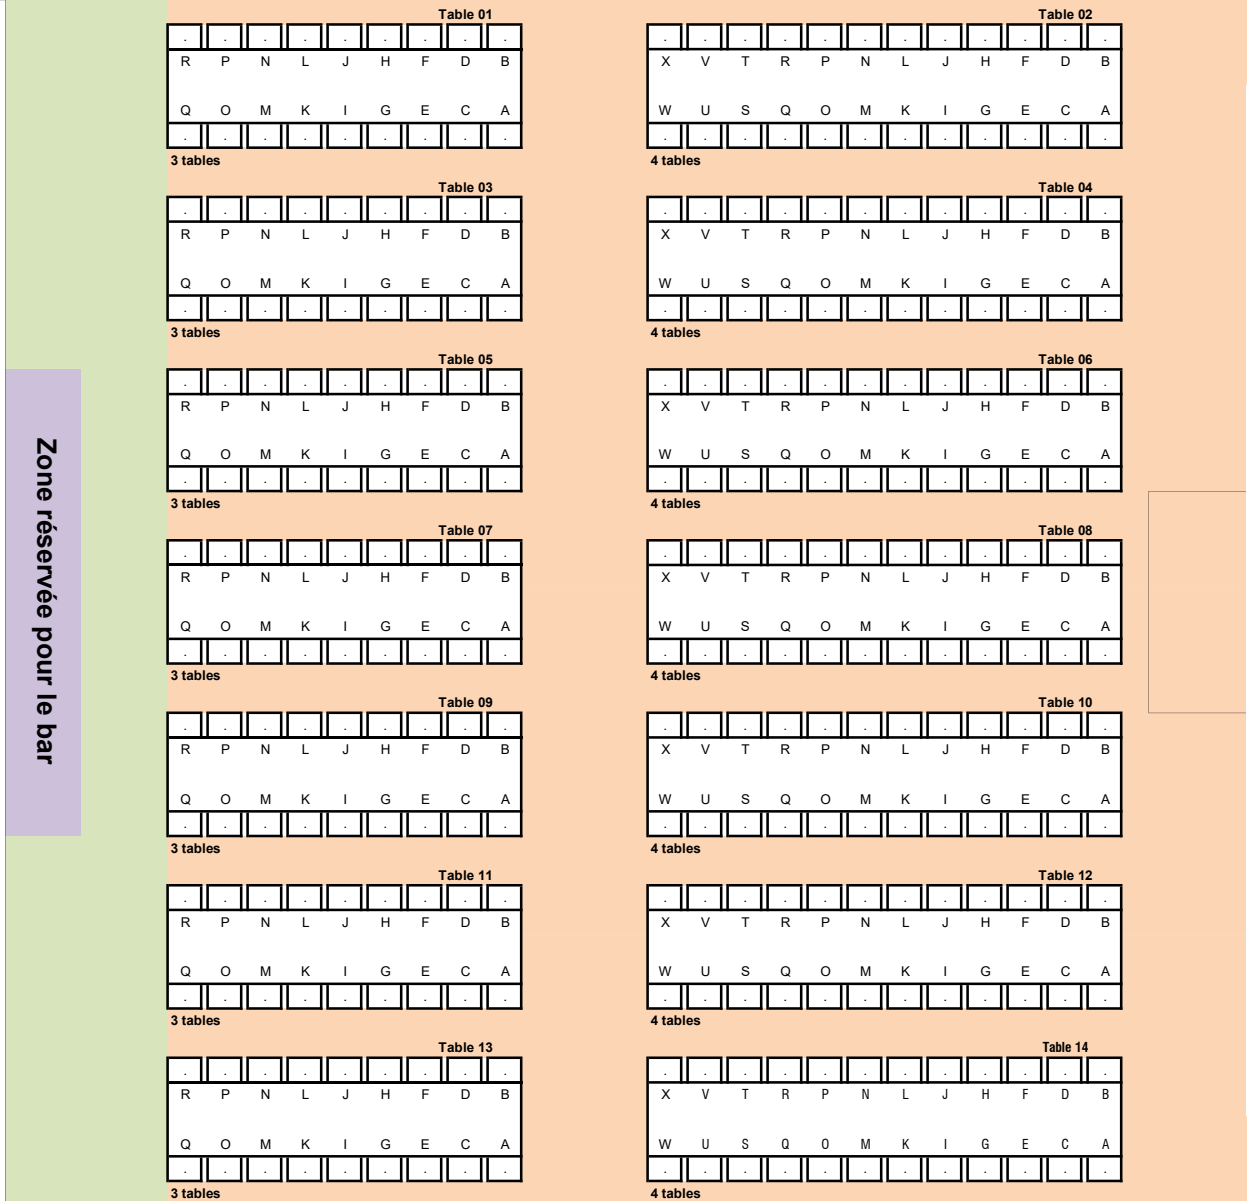 Table 01
R P N L J H F D B
Q O M K I G E C A
3 tables
Table 02
X V T R P N L J H F D B
W U S Q O M K I G E C A
4 tables
Table 03
R P N L J H F D B
Q O M K I G E C A
3 tables
Table 04
X V T R P N L J H F D B
W U S Q O M K I G E C A
4 tables
Table 05
R P N L J H F D B
Q O M K I G E C A
3 tables
Table 06
X V T R P N L J H F D B
W U S Q O M K I G E C A
4 tables
Zone réservée pour le bar
Table 07
R P N L J H F D B
Q O M K I G E C A
3 tables
Table 08
X V T R P N L J H F D B
W U S Q O M K I G E C A
4 tables
Table 09
R P N L J H F D B
Q O M K I G E C A
3 tables
Table 10
X V T R P N L J H F D B
W U S Q O M K I G E C A
4 tables
Table 11
R P N L J H F D B
Q O M K I G E C A
3 tables
Table 12
X V T R P N L J H F D B
W U S Q O M K I G E C A
4 tables
Table 13
R P N L J H F D B
Q O M K I G E C A
3 tables
Table 14
X V T R P N L J H F D B
W U S Q O M K I G E C A
4 tables